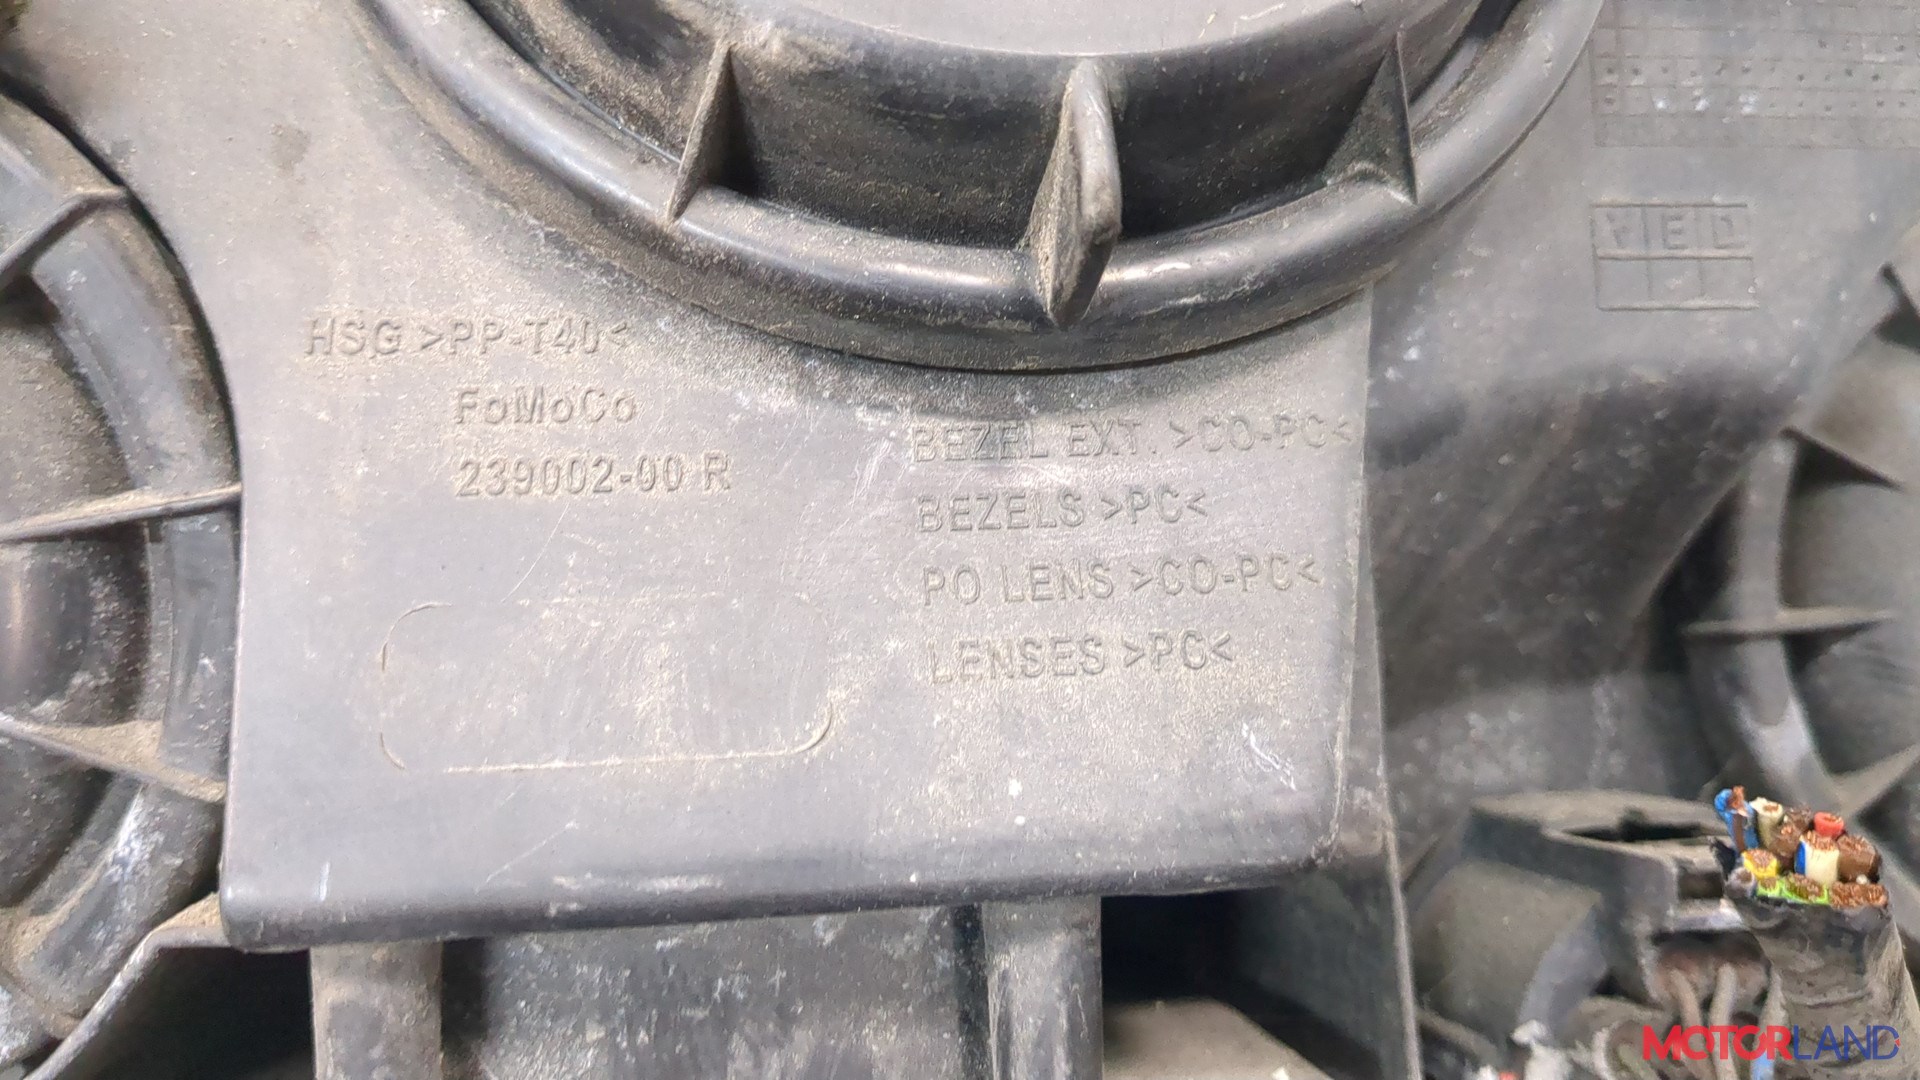 HSG >PP-T40<
FoMoCo
239002-00 R
BEZEL EXT. >CO-PC<
BEZELS >PC<
PO LENS >CO-PC<
LENSES >PC<
MOTORLAND